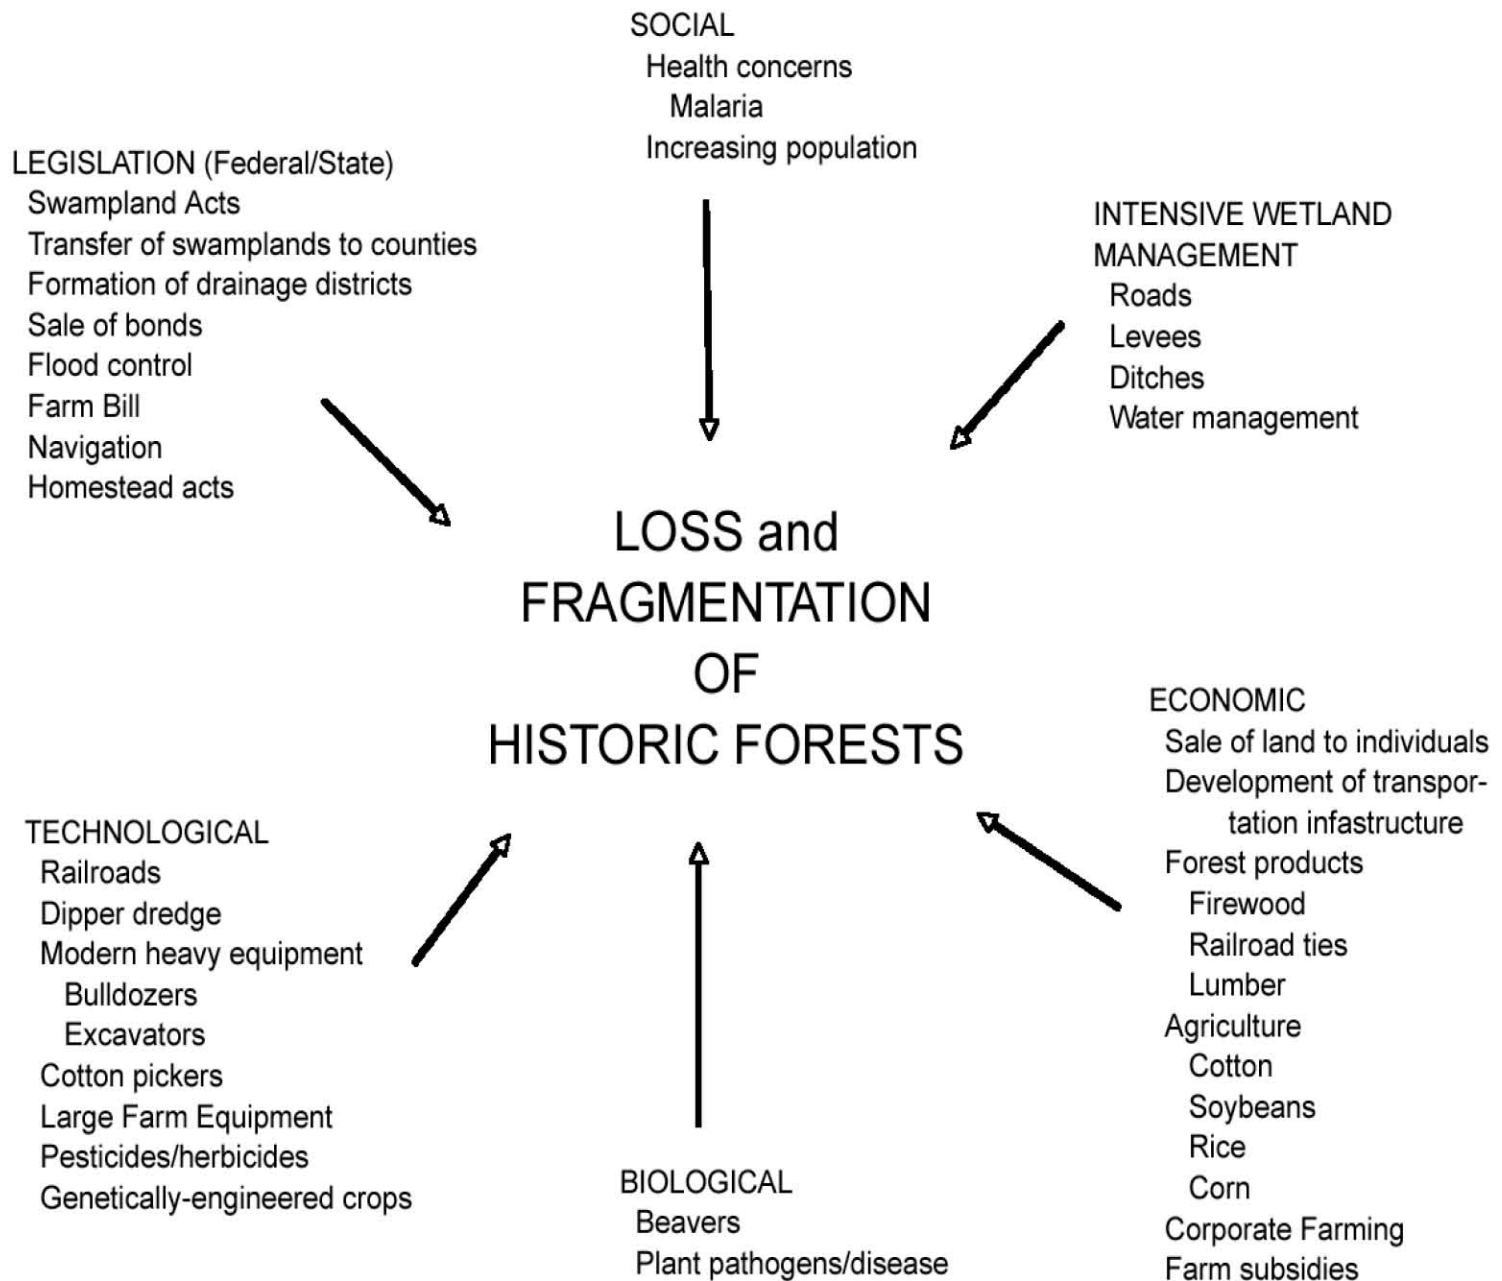 SOCIAL
Health concerns
Malaria
Increasing population
LEGISLATION (Federal/State)
Swampland Acts
Transfer of swamplands to counties
Formation of drainage districts
Sale of bonds
Flood control
Farm Bill
Navigation
Homestead acts
INTENSIVE WETLAND
MANAGEMENT
Roads
Levees
Ditches
Water management
LOSS and
FRAGMENTATION
OF
HISTORIC FORESTS
ECONOMIC
Sale of land to individuals
Development of transpor-
tation infastructure
Forest products
Firewood
Railroad ties
Lumber
Agriculture
Cotton
Soybeans
Rice
Corn
Corporate Farming
Farm subsidies
TECHNOLOGICAL
Railroads
Dipper dredge
Modern heavy equipment
Bulldozers
Excavators
Cotton pickers
Large Farm Equipment
Pesticides/herbicides
Genetically-engineered crops
BIOLOGICAL
Beavers
Plant pathogens/disease